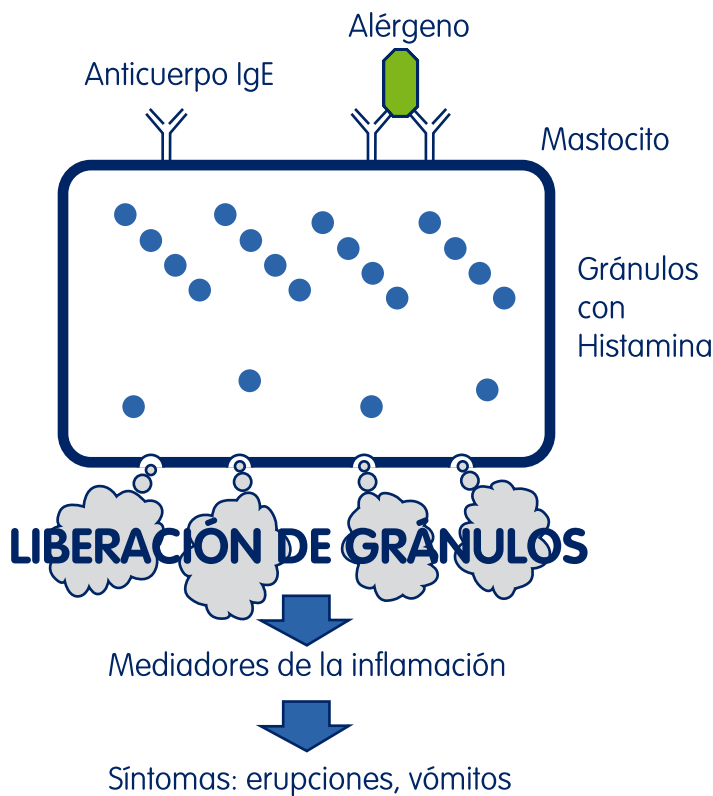 Alérgeno
Anticuerpo IgE
Mastocito
Gránulos
con
Histamina
LIBERACIÓN DE GRÁNULOS
Mediadores de la inflamación
Síntomas: erupciones, vómitos